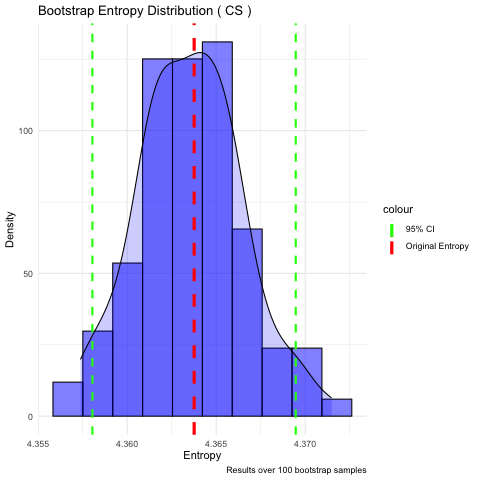 Bootstrap Entropy Distribution ( CS )
Density
100
50
0
4.355
4.360
4.365
4.370
Entropy
Results over 100 bootstrap samples
colour
95% CI
Original Entropy